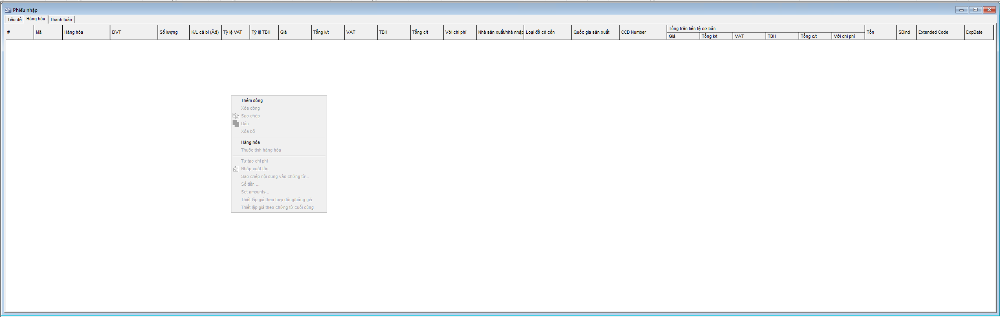 Sh Phiếu nhập
Tiêu đề Hàng hóa Thanh toán
# Mã Hàng hóa ĐVT Số lượng K/L cả bì (Ăđ) Tỷ lệ VAT Tỷ lệ TBH Giá Tổng k/t VAT TBH Tổng c/t Với chi phí Nhà sản xuất/nhà nhập Loại đồ có cồn Quốc gia sản xuất CCD Number Tổng trên tiền tệ cơ bản Tồn SDInd Extended Code ExpDate
Giá Tổng k/t VAT TBH Tổng c/t Với chi phí
Thêm dòng
Xóa dòng
Sao chép
Dán
Xóa bỏ
Hàng hóa
Thuộc tính hàng hóa
Tự tạo chi phí
Nhập xuất tồn
Sao chép nội dung vào chứng từ...
Số tiền ...
Set amounts...
Thiết lập giá theo hợp đồng/bảng giá
Thiết lập giá theo chứng từ cuối cùng